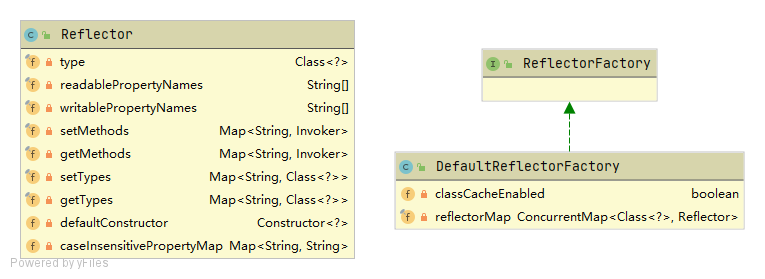 Reflector
type Class<?>
readablePropertyNames String[]
writablePropertyNames String[]
setMethods Map<String, Invoker>
getMethods Map<String, Invoker>
setTypes Map<String, Class<?>>
getTypes Map<String, Class<?>>
defaultConstructor Constructor<?>
caseInsensitivePropertyMap Map<String, String>
ReflectorFactory
DefaultReflectorFactory
classCacheEnabled boolean
reflectorMap ConcurrentMap<Class<?>, Reflector>
Powered by yFiles